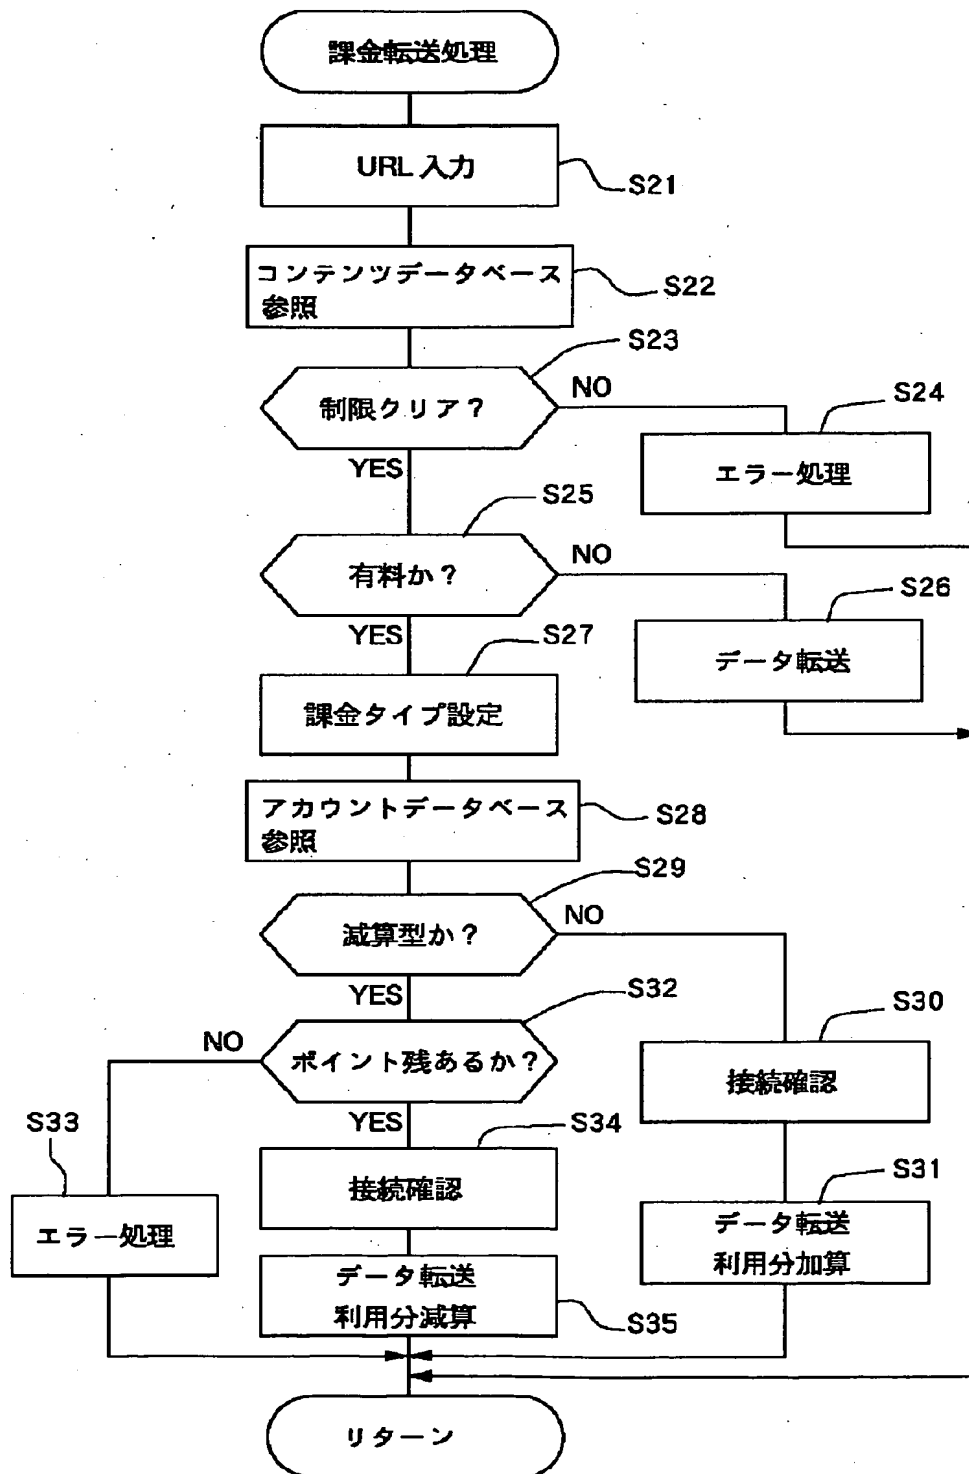 課金転送処理
URL 入力
S21
コンテンツデータベース
参照
S22
S23
制限クリア?
NO
YES
S24
エラー処理
S25
有料か?
NO
YES
S26
データ転送
S27
課金タイプ設定
アカウントデータベース
参照
S28
S29
減算型か?
NO
YES
S30
接続確認
S32
ポイント残あるか?
NO
YES
S33
エラー処理
S34
接続確認
S31
データ転送
利用分加算
データ転送
利用分減算
S35
リターン